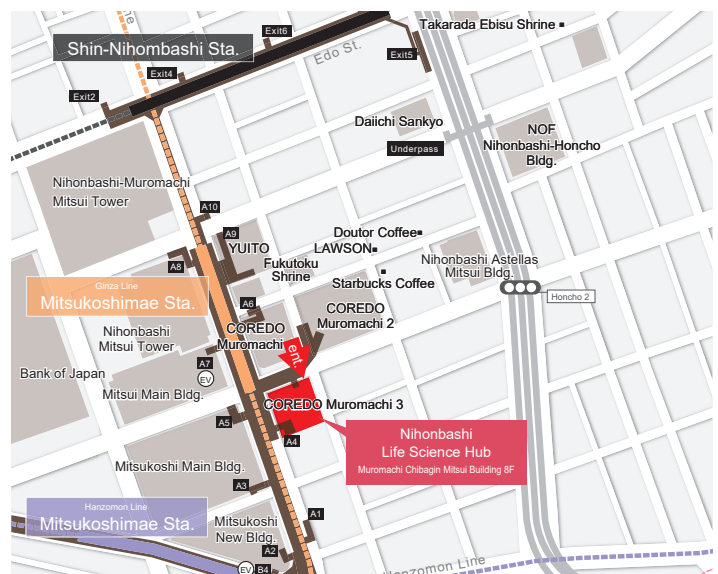 Line
Takarada Ebisu Shrine
Exit6
Shin-Nihombashi Sta.
Edo St.
Exit5
Exit4
Exit2
Daiichi Sankyo
NOF
Nihonbashi-Honcho
Bldg.
Underpass
Nihonbashi-Muromachi
Mitsui Tower
A10
A9
Doutor Coffee
YUITO
LAWSON
A8
Fukutoku
Shrine
Nihonbashi Astellas
Mitsui Bldg.
Starbucks Coffee
Ginza Line
Mitsukoshimae Sta.
Honcho 2
A6
COREDO
Muromachi 2
COREDO
Muromachi
Nihonbashi
Mitsui Tower
ent.
A7
EV
Bank of Japan
Mitsui Main Bldg.
COREDO Muromachi 3
A5
A4
Nihonbashi
Life Science Hub
Muromachi Chibagin Mitsui Building 8F
Mitsukoshi Main Bldg.
A3
Hanzomon Line
Mitsukoshimae Sta.
A1
Mitsukoshi
New Bldg.
A2
EV
B4
Hanzomon Line